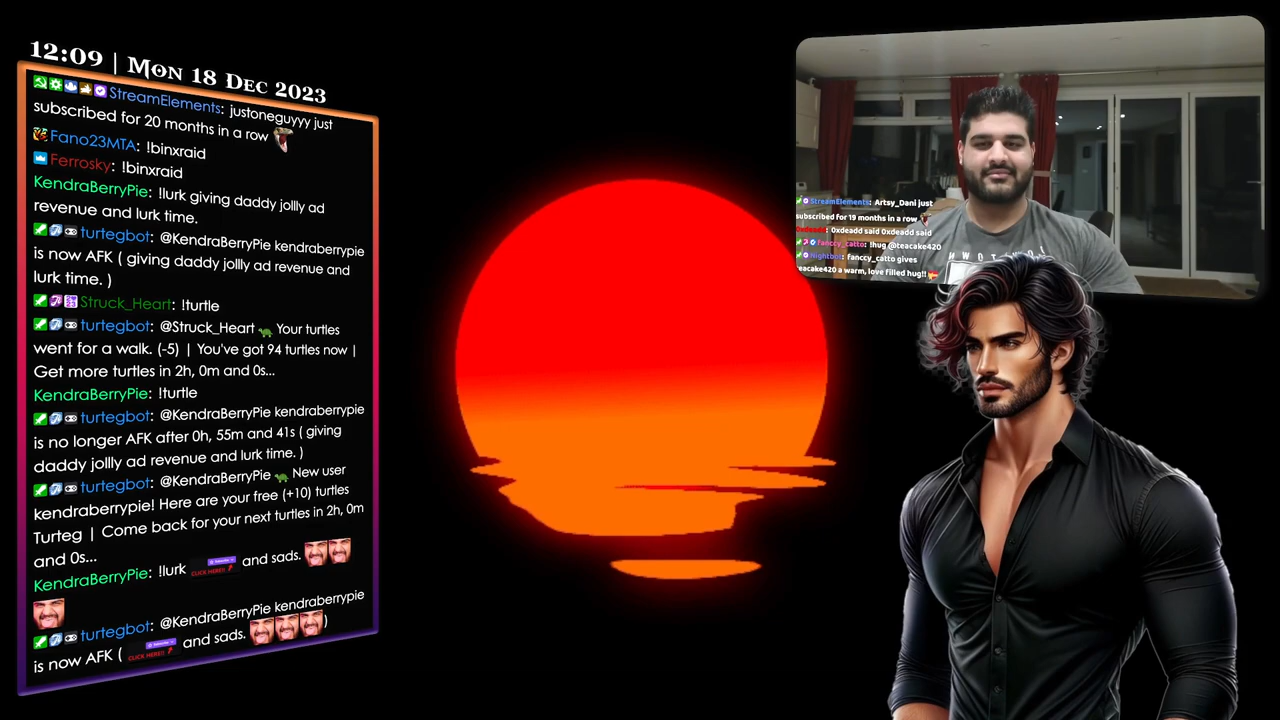 12:09 | Mon 18 Dec 2023
StreamElements: justoneguyyy just
subscribed for 20 months in a row
Fano23MTA: !binxraid
Ferrosky: !binxraid
KendraBerryPie: !lurk giving daddy jollly ad
revenue and lurk time.
turtegbot: @KendraBerryPie kendraberrypie
is now AFK ( giving daddy jollly ad revenue and
lurk time. )
Struck_Heart: !turtle
turtegbot: @Struck_Heart Your turtles
went for a walk. (-5) | You've got 94 turtles now |
Get more turtles in 2h, 0m and 0s...
KendraBerryPie: !turtle
turtegbot: @KendraBerryPie kendraberrypie
is no longer AFK after 0h, 55m and 41s ( giving
daddy jollly ad revenue and lurk time. )
turtegbot: @KendraBerryPie New user
kendraberrypie! Here are your free (+10) turtles
Turteg | Come back for your next turtles in 2h, 0m
and 0s...
KendraBerryPie: !lurk CLICK HERE!! and sads.
turtegbot: @KendraBerryPie kendraberrypie
is now AFK ( CLICK HERE!! and sads. )
StreamElements: Artsy_Dani just
subscribed for 19 months in a row
0xdeadd: 0xdeadd said 0xdeadd said
fanccy_catto: !hug @teacake420
Nightbot: fanccy_catto gives
teacake420 a warm, love filled hug!!